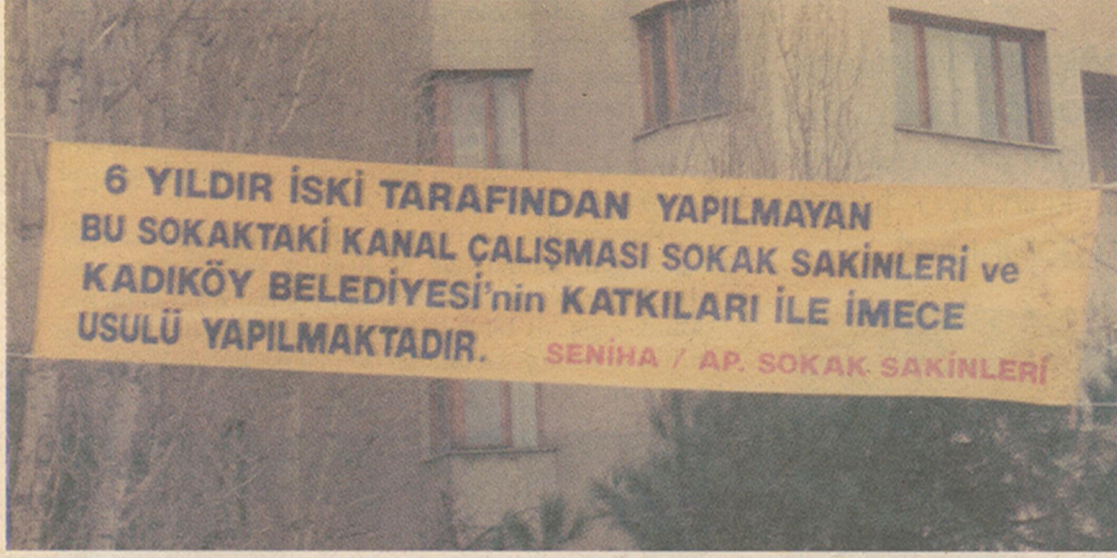 6 YILDIR İSKİ TARAFINDAN YAPILMAYAN
BU SOKAKTAKİ KANAL ÇALIŞMASI SOKAK SAKİNLERİ ve
KADIKÖY BELEDİYESİ'nin KATKILARI İLE İMECE
USULÜ YAPILMAKTADIR.
SENİHA / AP. SOKAK SAKİNLERİ